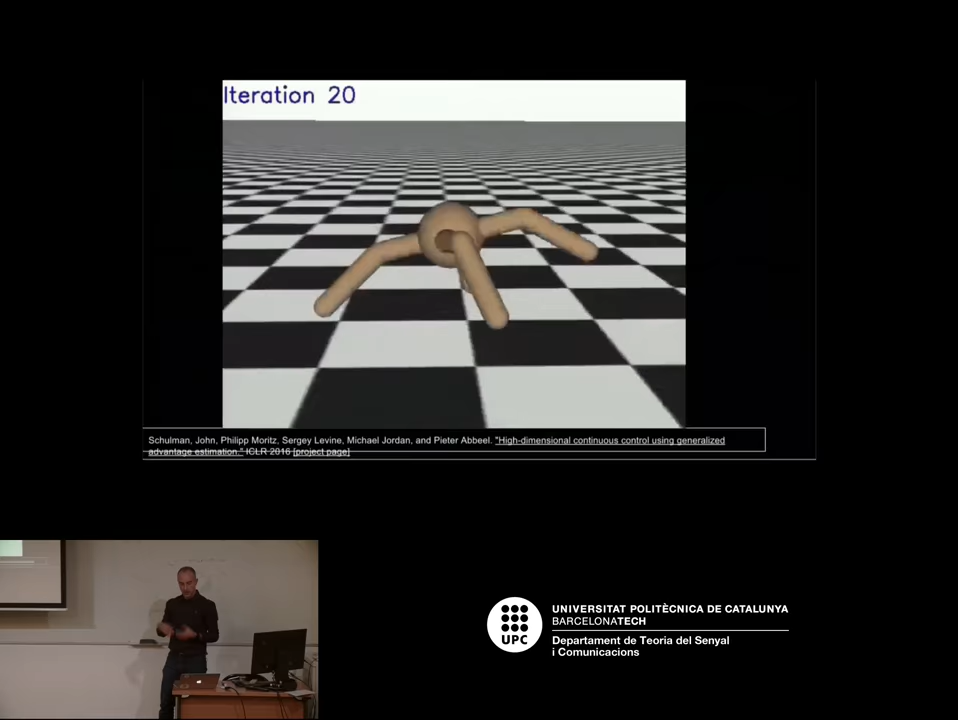 Iteration 20
Schulman, John, Philipp Moritz, Sergey Levine, Michael Jordan, and Pieter Abbeel. "High-dimensional continuous control using generalized
advantage estimation." ICLR 2016 [project page]
UPC
UNIVERSITAT POLITÈCNICA DE CATALUNYA
BARCELONATECH
Departament de Teoria del Senyal
i Comunicacions